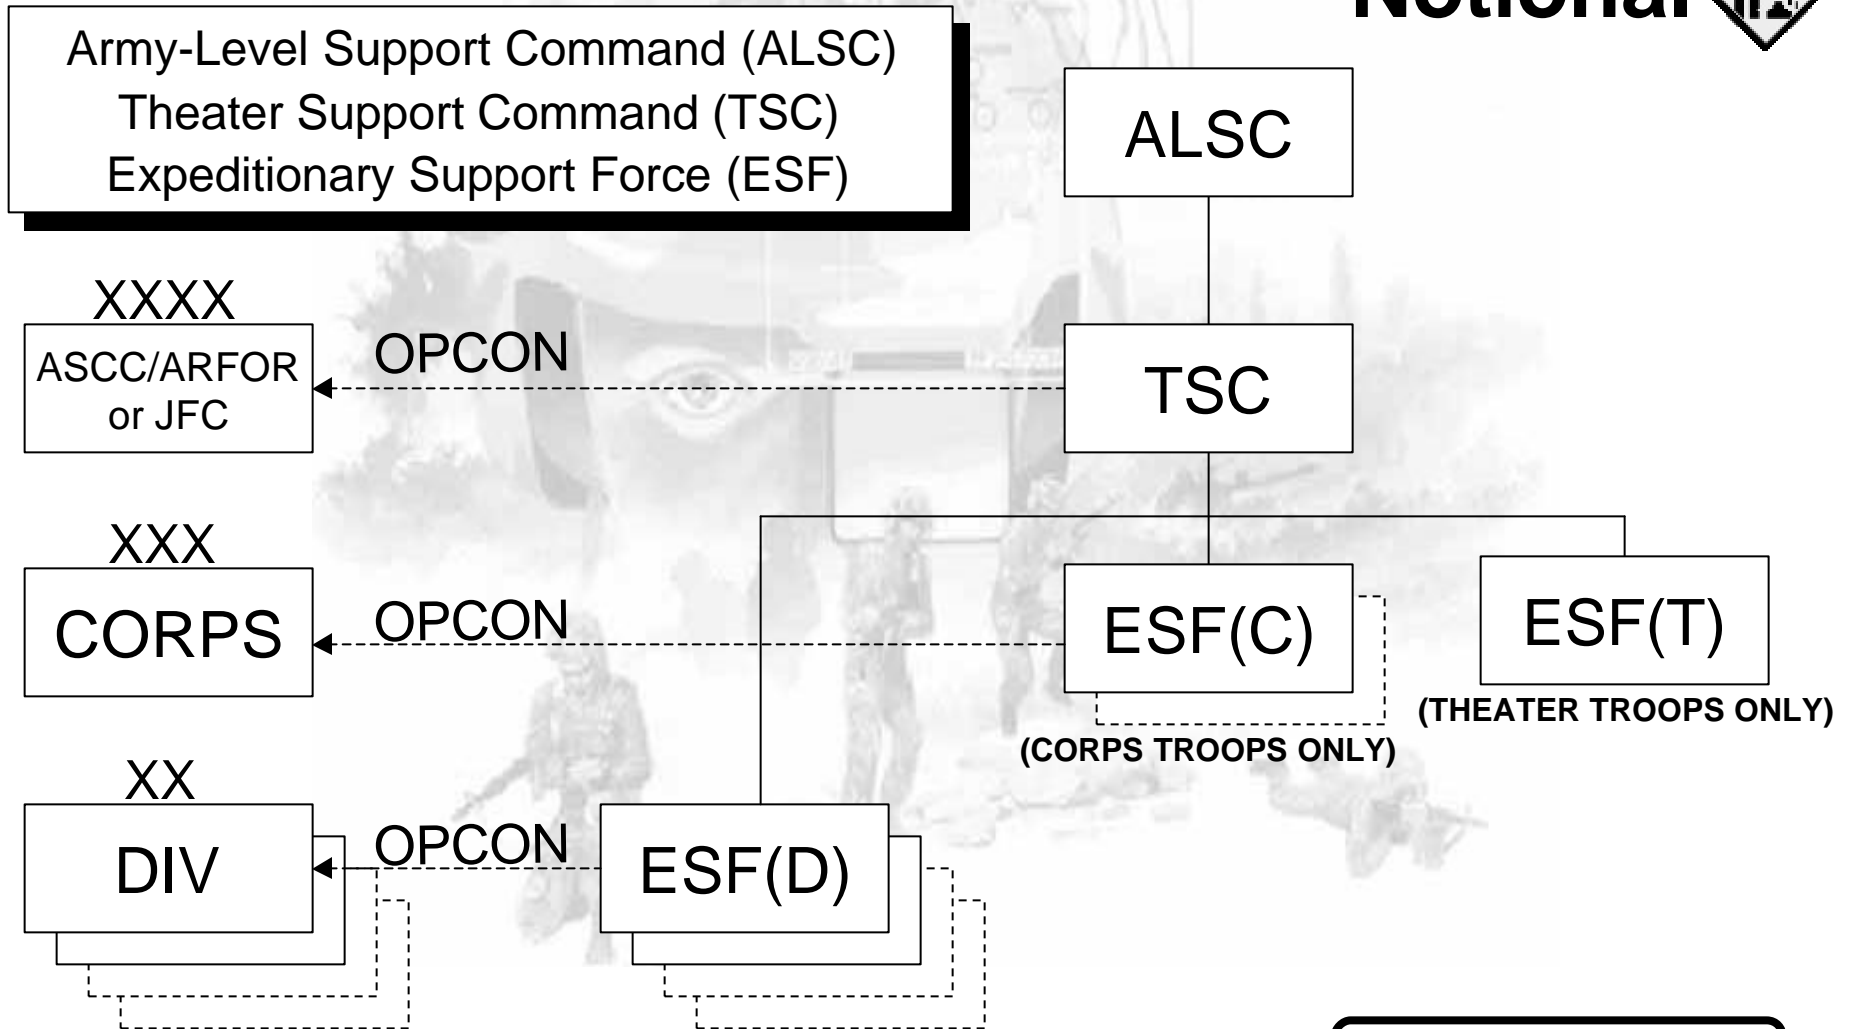 Notional
Army-Level Support Command (ALSC)
Theater Support Command (TSC)
Expeditionary Support Force (ESF)
ALSC
XXXX
ASCC/ARFOR
or JFC
OPCON
TSC
XXX
CORPS
OPCON
ESF(C)
(CORPS TROOPS ONLY)
ESF(T)
(THEATER TROOPS ONLY)
XX
DIV
OPCON
ESF(D)